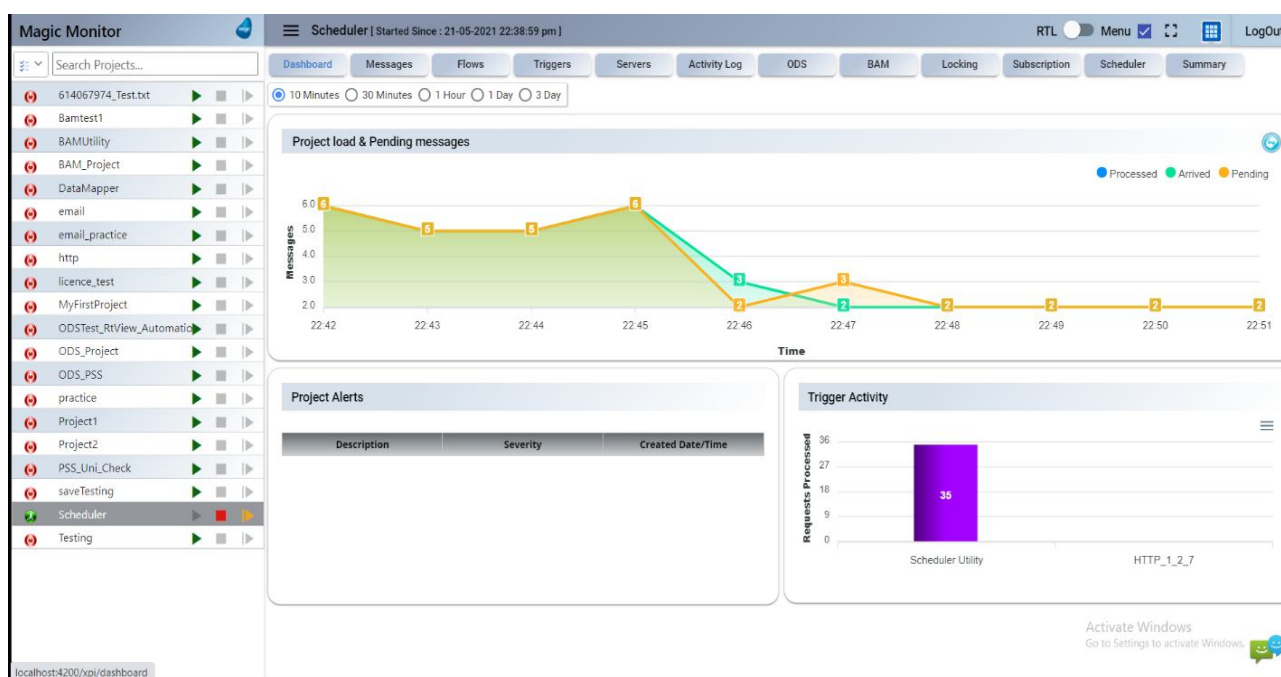 Magic Monitor
Scheduler [ Started Since : 21-05-2021 22:38:59 pm ]
RTL Menu LogOut
Search Projects...
Dashboard Messages Flows Triggers Servers Activity Log ODS BAM Locking Subscription Scheduler Summary
10 Minutes 30 Minutes 1 Hour 1 Day 3 Day
614067974_Test.txt
Bamtest1
BAMUtility
BAM_Project
DataMapper
email
email_practice
http
licence_test
MyFirstProject
ODSTest_RtView_Automatio
ODS_Project
ODS_PSS
practice
Project1
Project2
PSS_Uni_Check
saveTesting
Scheduler
Testing
Project load & Pending messages
Processed Arrived Pending
Messages
6.0
5.0
4.0
3.0
2.0
6 5 5 6 3 2 3 2 2 2 2 2
22:42 22:43 22:44 22:45 22:46 22:47 22:48 22:49 22:50 22:51
Time
Project Alerts
Description Severity Created Date/Time
Trigger Activity
Requests Processed
36
27
18
9
0
35
Scheduler Utility HTTP_1_2_7
Activate Windows
Go to Settings to activate Windows.
localhost:4200/xpi/dashboard